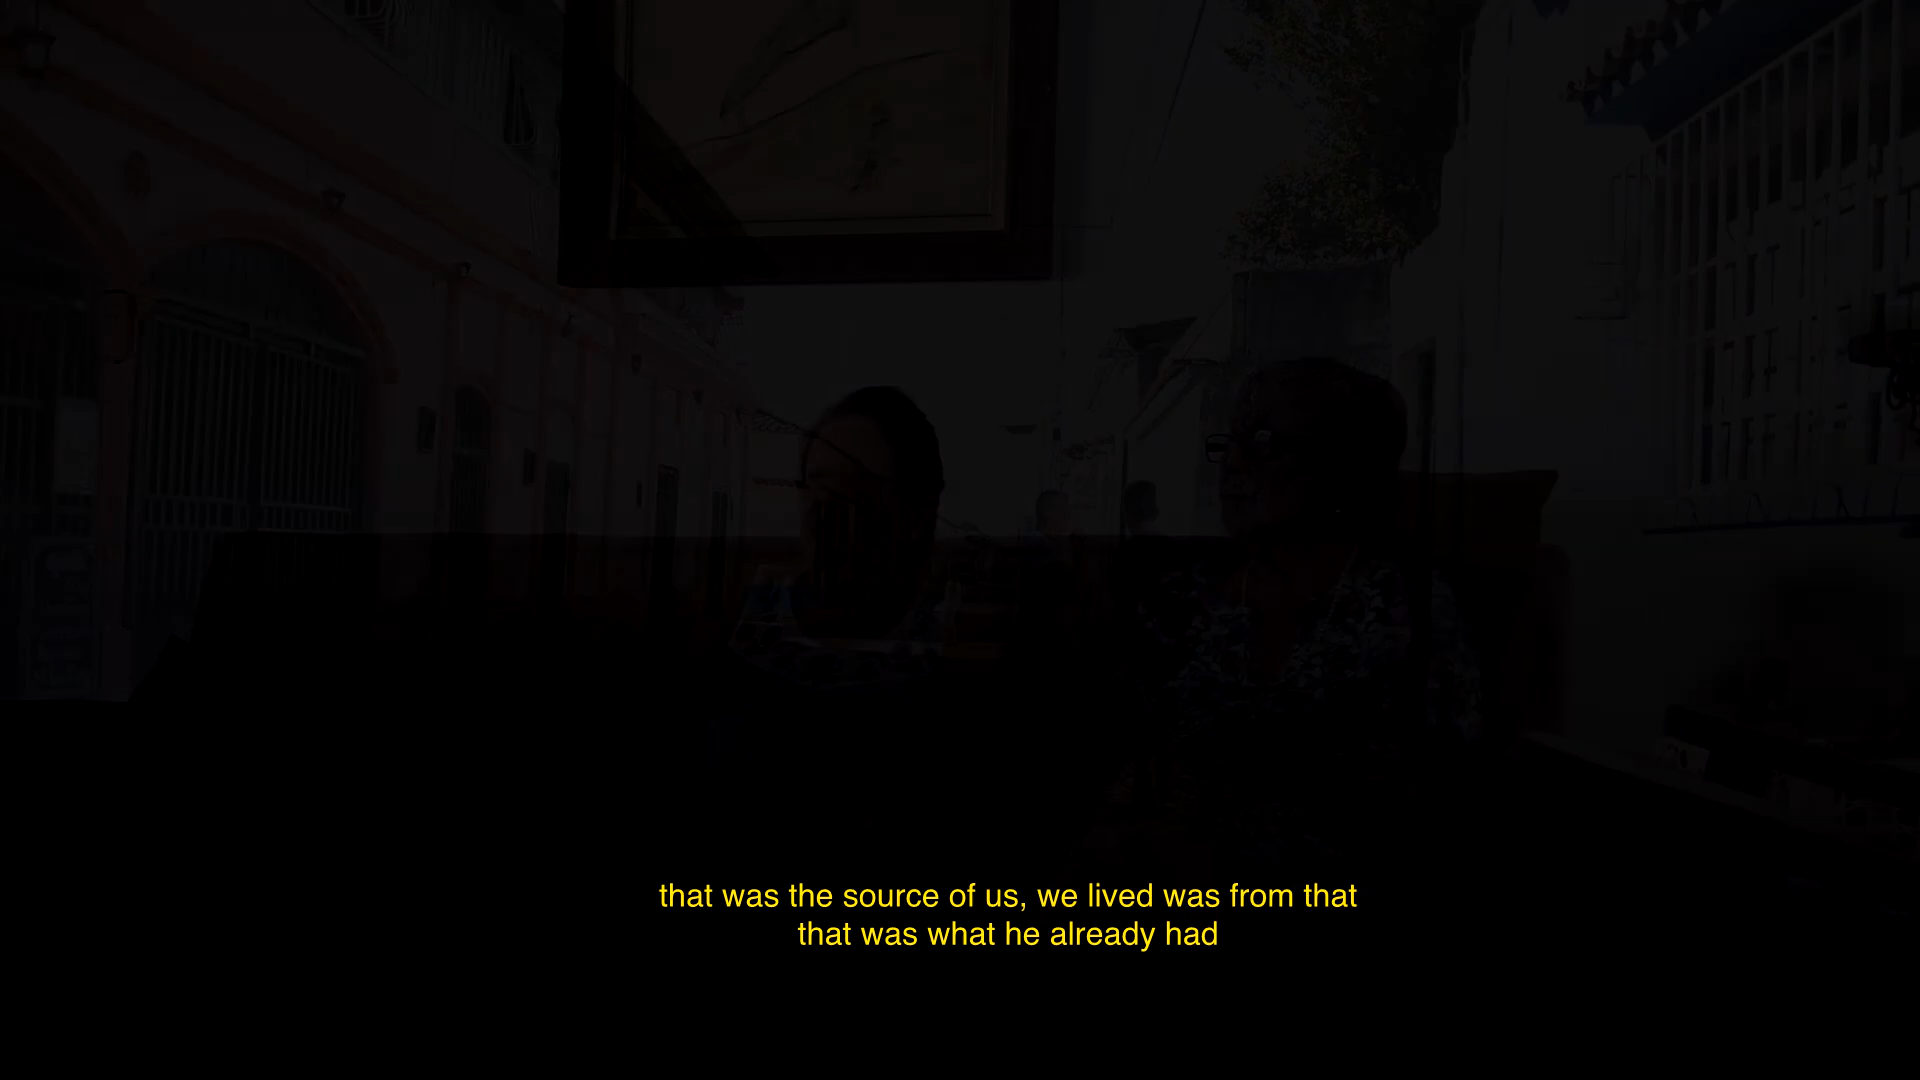 that was the source of us, we lived was from that
that was what he already had